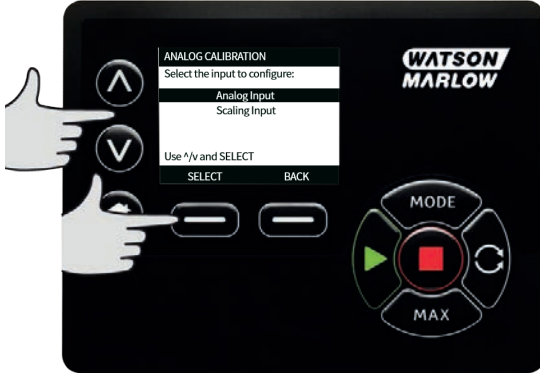 ANALOG CALIBRATION
Select the input to configure:
Analog Input
Scaling Input
Use ^/v and SELECT
SELECT BACK
WATSON
MARLOW
MODE
MAX